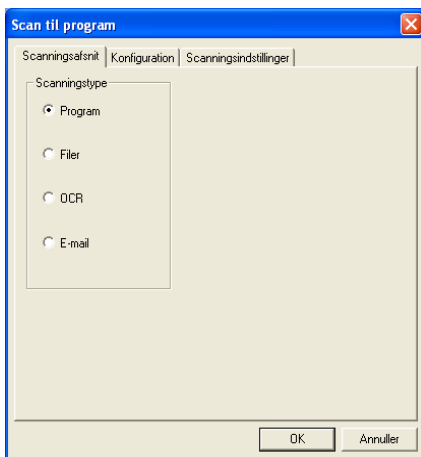 Scan til program
Scanningsafsnit Konfiguration Scanningsindstillinger
Scanningstype
Program
Filer
OCR
E-mail
OK Annuller